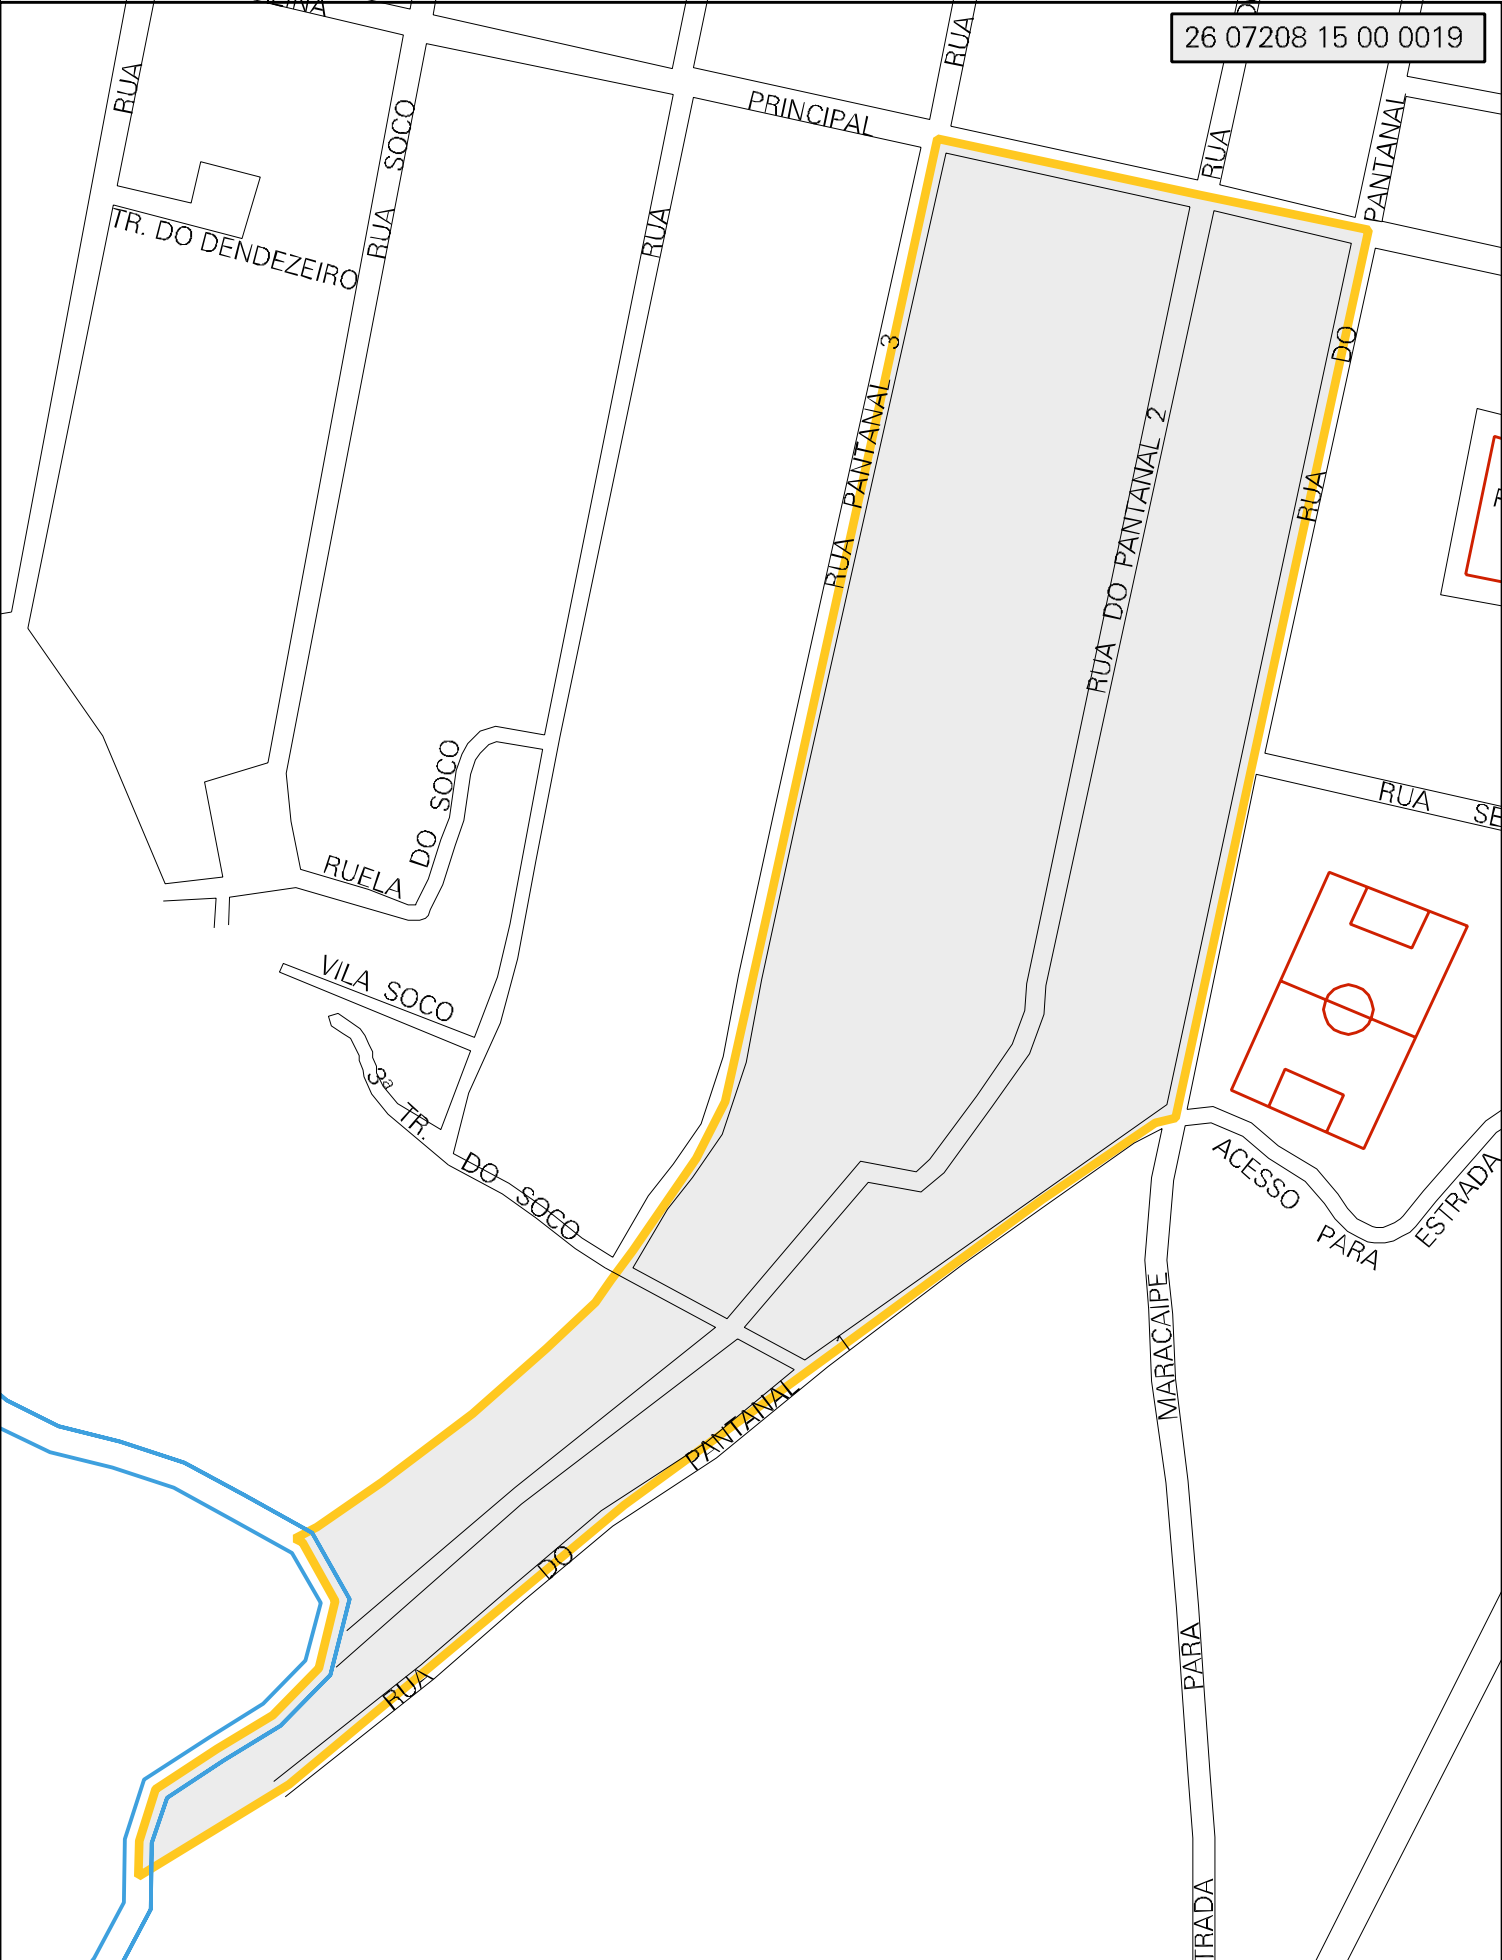 26 07208 15 00 0019
RUA
RUA
PRINCIPAL
RUA SOCO
RUA
PANTANAL
TR. DO DENDEZEIRO
RUA
RUA PANTANAL 3
RUA DO
RUA DO PANTANAL 2
RUELA DO SOCO
RUA SE
VILA SOCO
3ª TR. DO SOCO
ACESSO PARA ESTRADA
RUA DO PANTANAL 1
MARACAIPE
PARA
TRADA